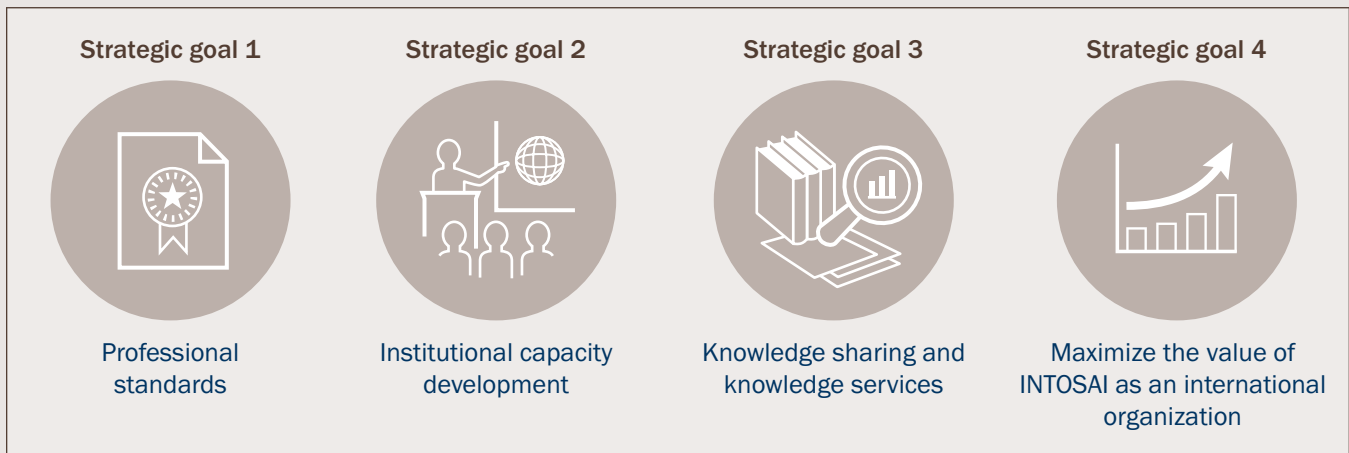 Strategic goal 1
Professional
standards
Strategic goal 2
Institutional capacity
development
Strategic goal 3
Knowledge sharing and
knowledge services
Strategic goal 4
Maximize the value of
INTOSAI as an international
organization